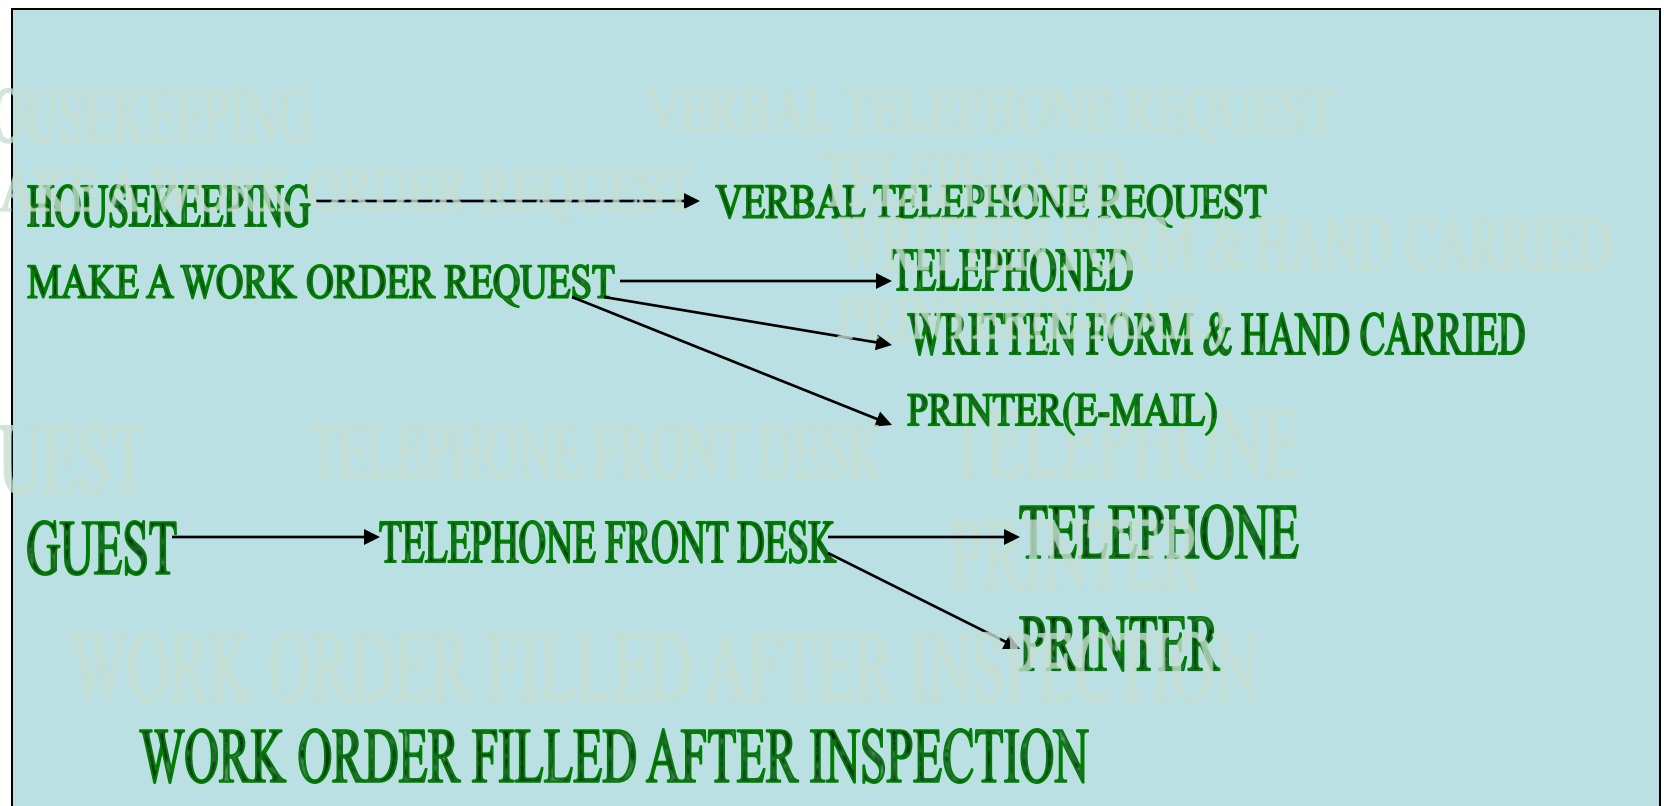 HOUSEKEEPING VERBAL TELEPHONE REQUEST
MAKE A WORK ORDER REQUEST TELEPHONED
WRITTEN FORM & HAND CARRIED
PRINTER(E-MAIL)
GUEST TELEPHONE FRONT DESK TELEPHONE
PRINTER
WORK ORDER FILLED AFTER INSPECTION